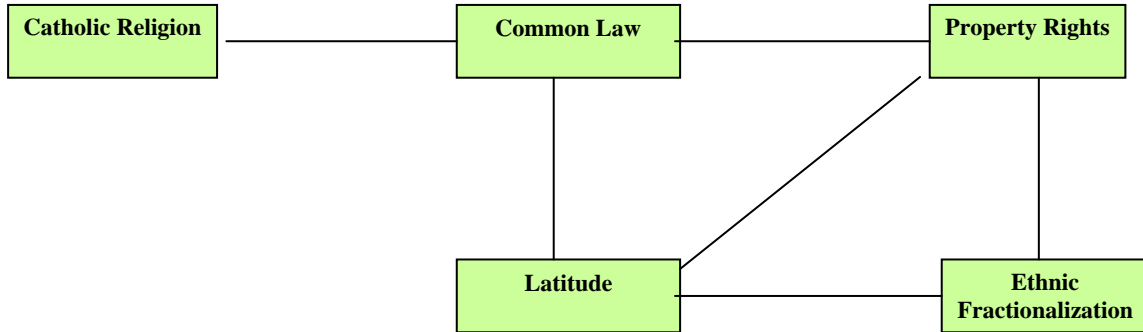 Catholic Religion
Common Law
Property Rights
Latitude
Ethnic
Fractionalization